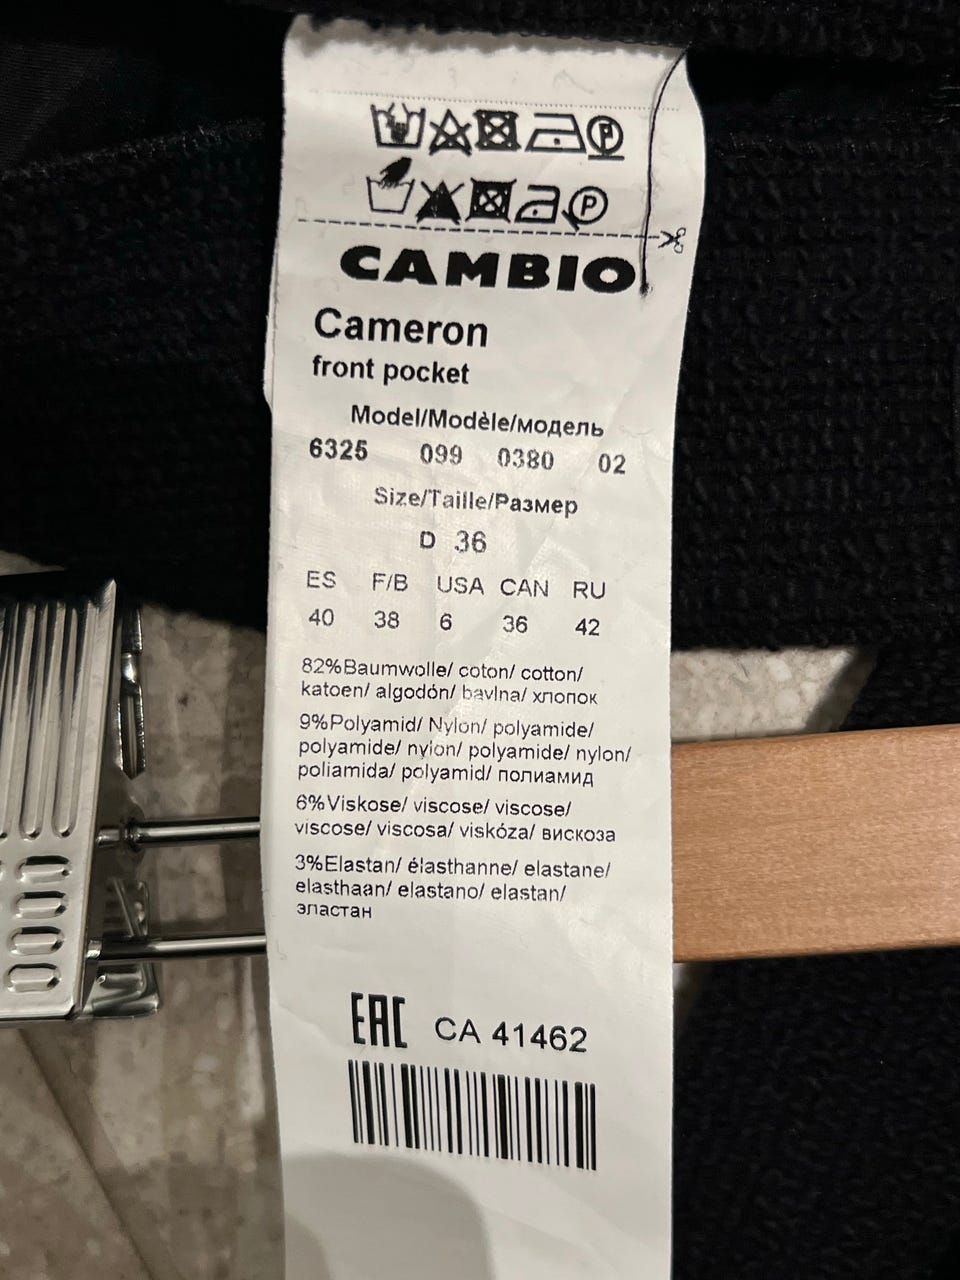 P
P
CAMBIO
Cameron
front pocket
Model/Modèle/модель
6325 099 0380 02
Size/Taille/Размер
D 36
ES F/B USA CAN RU
40 38 6 36 42
82%Baumwolle/ coton/ cotton/
katoen/ algodón/ bavlna/ хлопок
9%Polyamid/ Nylon/ polyamide/
polyamide/ nylon/ polyamide/ nylon/
poliamida/ polyamid/ полиамид
6%Viskose/ viscose/ viscose/
viscose/ viscosa/ viskóza/ вискоза
3%Elastan/ élasthanne/ elastane/
elasthaan/ elastano/ elastan/
эластан
EAC CA 41462